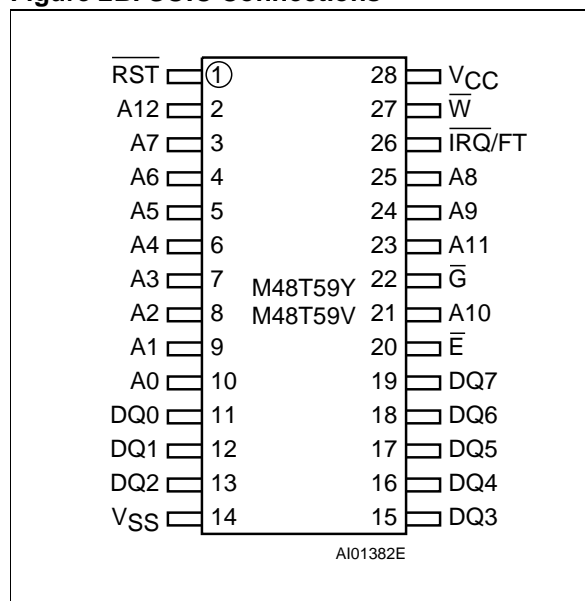 Figure 2B. SOIC Connections
RST 1 28 VCC
A12 2 27 W
A7 3 26 IRQ/FT
A6 4 25 A8
A5 5 24 A9
A4 6 23 A11
A3 7 M48T59Y 22 G
A2 8 M48T59V 21 A10
A1 9 20 E
A0 10 19 DQ7
DQ0 11 18 DQ6
DQ1 12 17 DQ5
DQ2 13 16 DQ4
VSS 14 15 DQ3
AI01382E